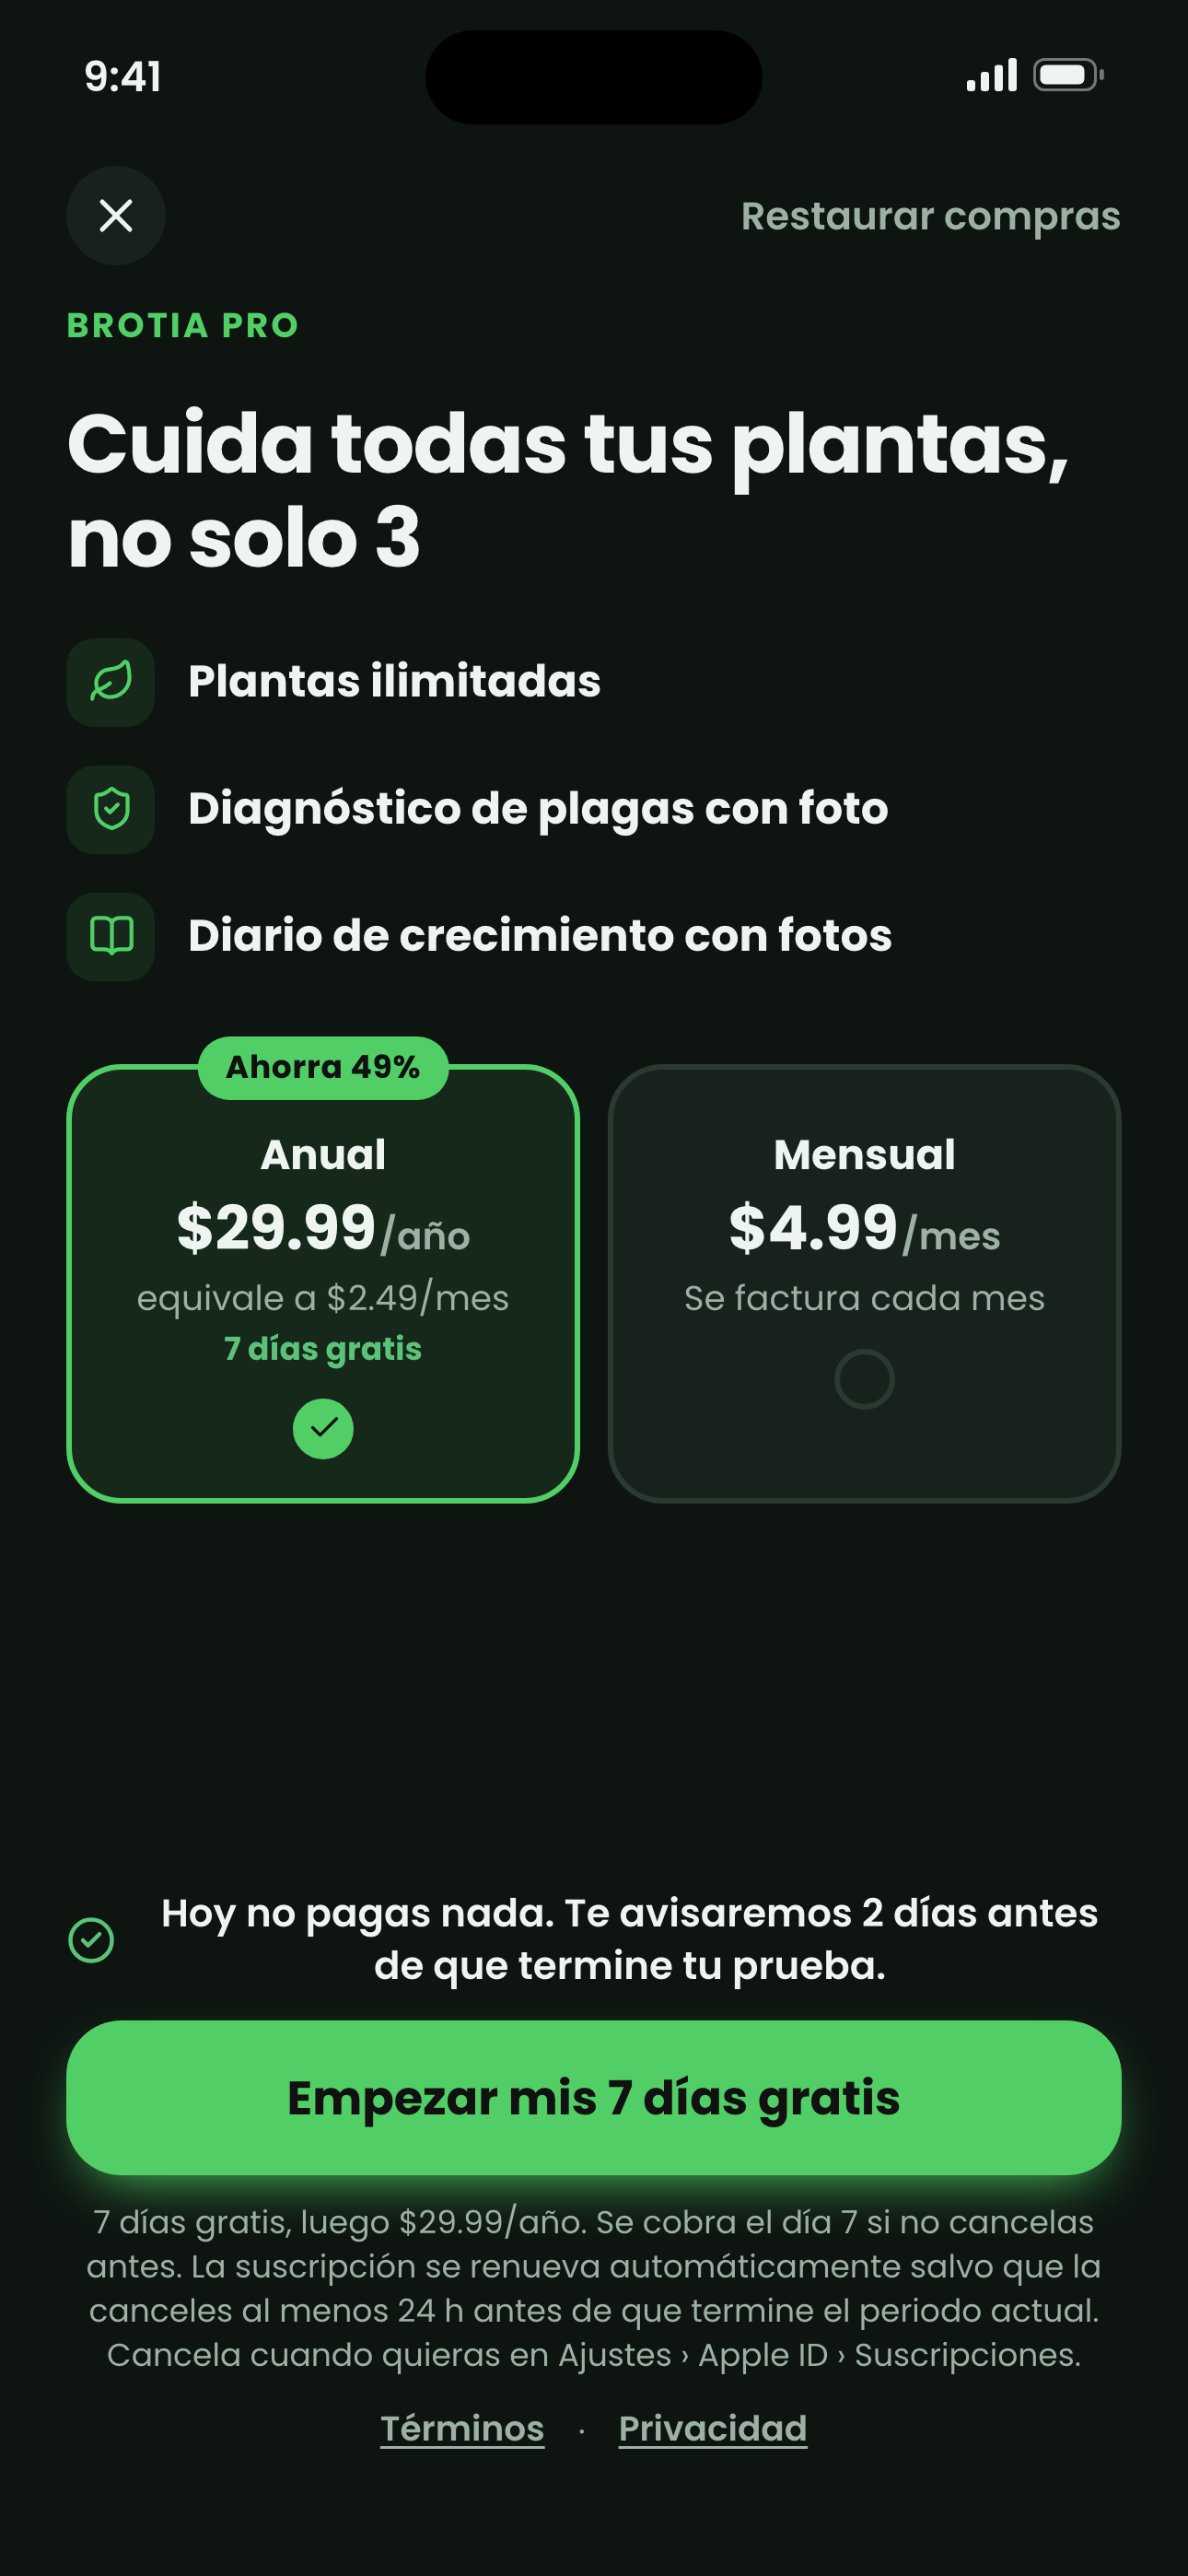 9:41
Restaurar compras
BROTIA PRO
Cuida todas tus plantas,
no solo 3
Plantas ilimitadas
Diagnóstico de plagas con foto
Diario de crecimiento con fotos
Ahorra 49%
Anual
$29.99/año
equivale a $2.49/mes
7 días gratis
Mensual
$4.99/mes
Se factura cada mes
Hoy no pagas nada. Te avisaremos 2 días antes
de que termine tu prueba.
Empezar mis 7 días gratis
7 días gratis, luego $29.99/año. Se cobra el día 7 si no cancelas
antes. La suscripción se renueva automáticamente salvo que la
canceles al menos 24 h antes de que termine el periodo actual.
Cancela cuando quieras en Ajustes › Apple ID › Suscripciones.
Términos · Privacidad